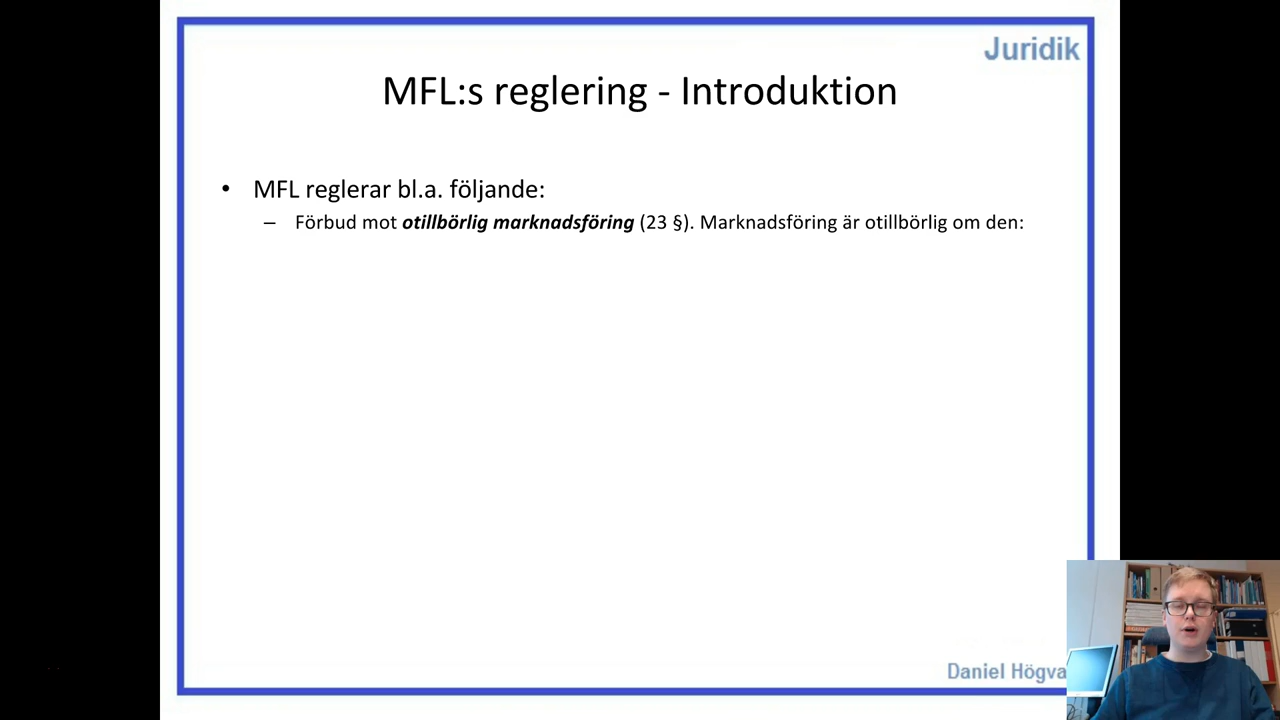 Juridik
MFL:s reglering - Introduktion
• MFL reglerar bl.a. följande:
– Förbud mot otillbörlig marknadsföring (23 §). Marknadsföring är otillbörlig om den:
Daniel Högva